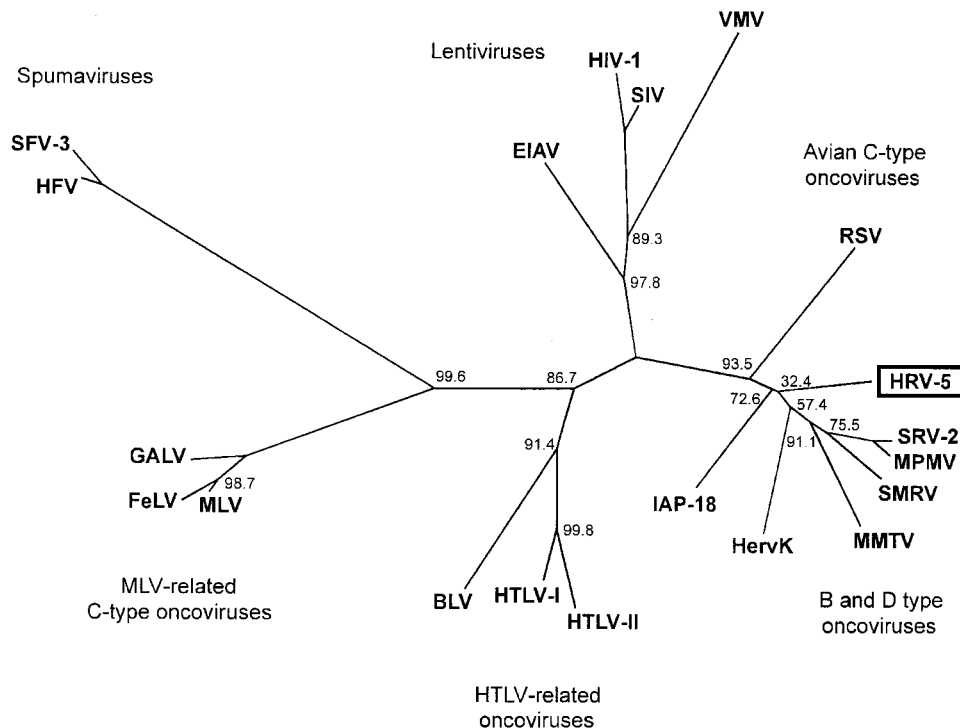 VMV
Lentiviruses
HIV-1
Spumaviruses
SIV
SFV-3
EIAV
Avian C-type
oncoviruses
HFV
RSV
89.3
97.8
93.5
99.6
86.7
32.4
HRV-5
72.6
57.4
75.5
SRV-2
91.4
91.1
GALV
MPMV
98.7
SMRV
FeLV
MLV
IAP-18
99.8
HervK
MMTV
MLV-related
C-type oncoviruses
BLV
HTLV-I
HTLV-II
B and D type
oncoviruses
HTLV-related
oncoviruses